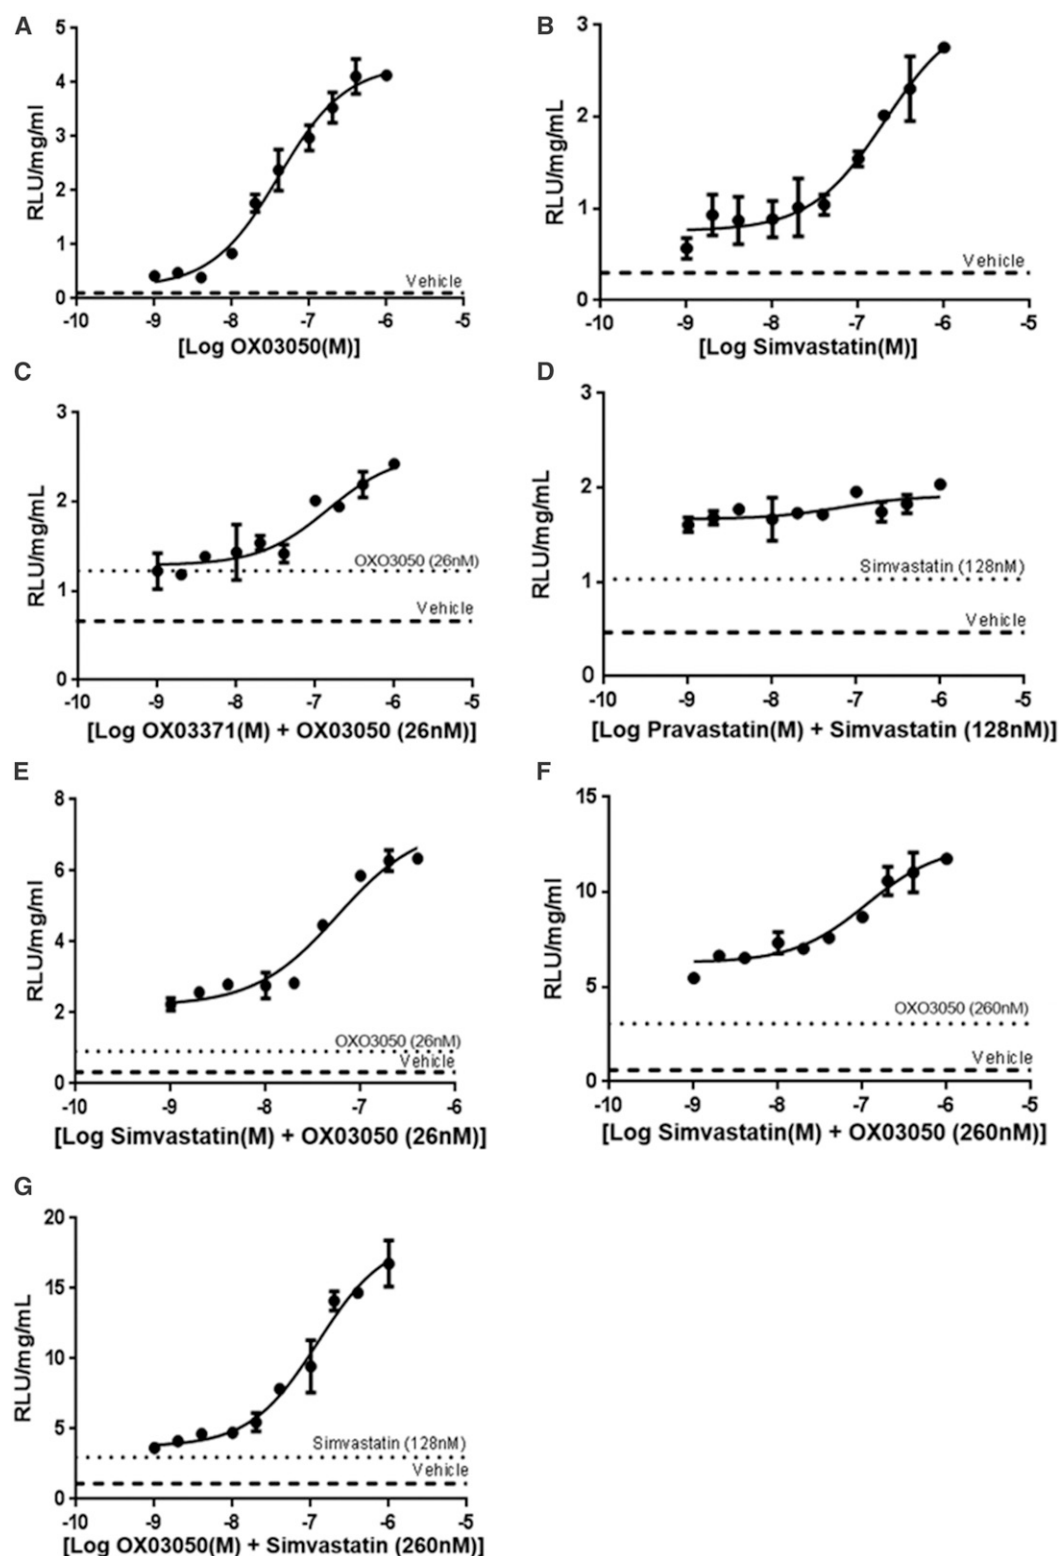 A
RLU/mg/ml
5
4
3
2
1
0
Vehicle
-10 -9 -8 -7 -6 -5
[Log OX03050(M)]
B
RLU/mg/mL
3
2
1
0
Vehicle
-10 -9 -8 -7 -6 -5
[Log Simvastatin(M)]
C
RLU/mg/mL
3
2
1
0
OXO3050 (26nM)
Vehicle
-10 -9 -8 -7 -6 -5
[Log OX03371(M) + OX03050 (26nM)]
D
RLU/mg/mL
3
2
1
0
Simvastatin (128nM)
Vehicle
-10 -9 -8 -7 -6 -5
[Log Pravastatin(M) + Simvastatin (128nM)]
E
RLU/mg/ml
8
6
4
2
0
OXO3050 (26nM)
Vehicle
-10 -9 -8 -7 -6
[Log Simvastatin(M) + OX03050 (26nM)]
F
RLU/mg/ml
15
10
5
0
OXO3050 (260nM)
Vehicle
-10 -9 -8 -7 -6 -5
[Log Simvastatin(M) + OX03050 (260nM)]
G
RLU/mg/mL
20
15
10
5
0
Simvastatin (128nM)
Vehicle
-10 -9 -8 -7 -6 -5
[Log OX03050(M) + Simvastatin (260nM)]